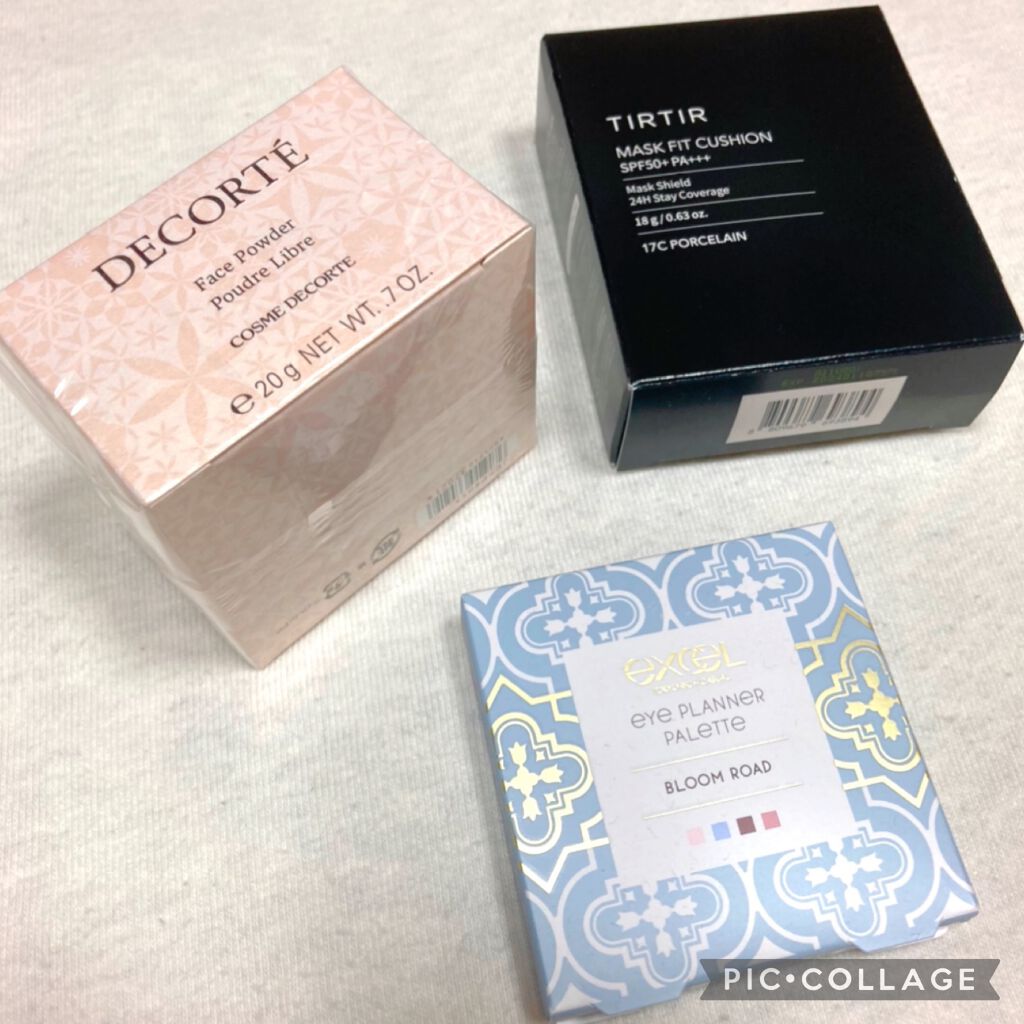 DECORTÉ
Face Powder
Poudre Libre
COSME DECORTE
e 20 g NET WT. .7 OZ.
TIRTIR
MASK FIT CUSHION
SPF50+ PA+++
Mask Shield
24H Stay Coverage
18 g / 0.63 oz.
17C PORCELAIN
excel
EYE PLANNER
PALETTE
BLOOM ROAD
PIC•COLLAGE